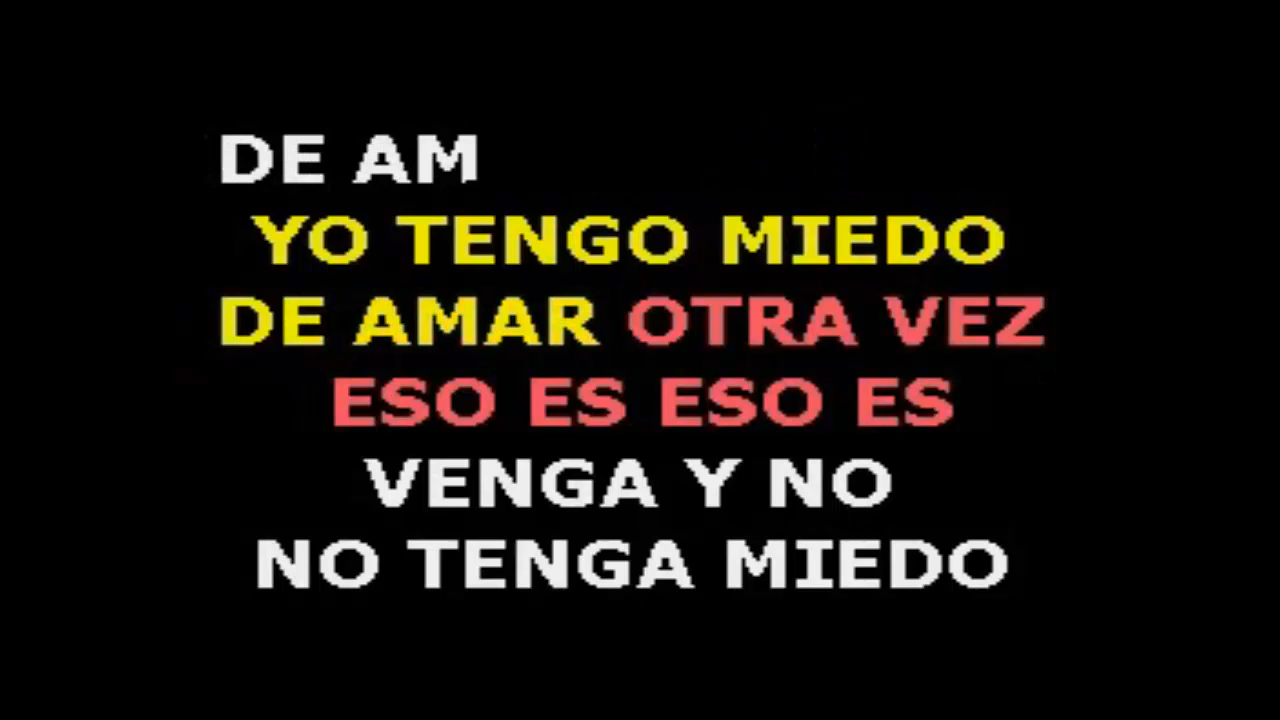 DE AM
YO TENGO MIEDO
DE AMAR OTRA VEZ
ESO ES ESO ES
VENGA Y NO
NO TENGA MIEDO